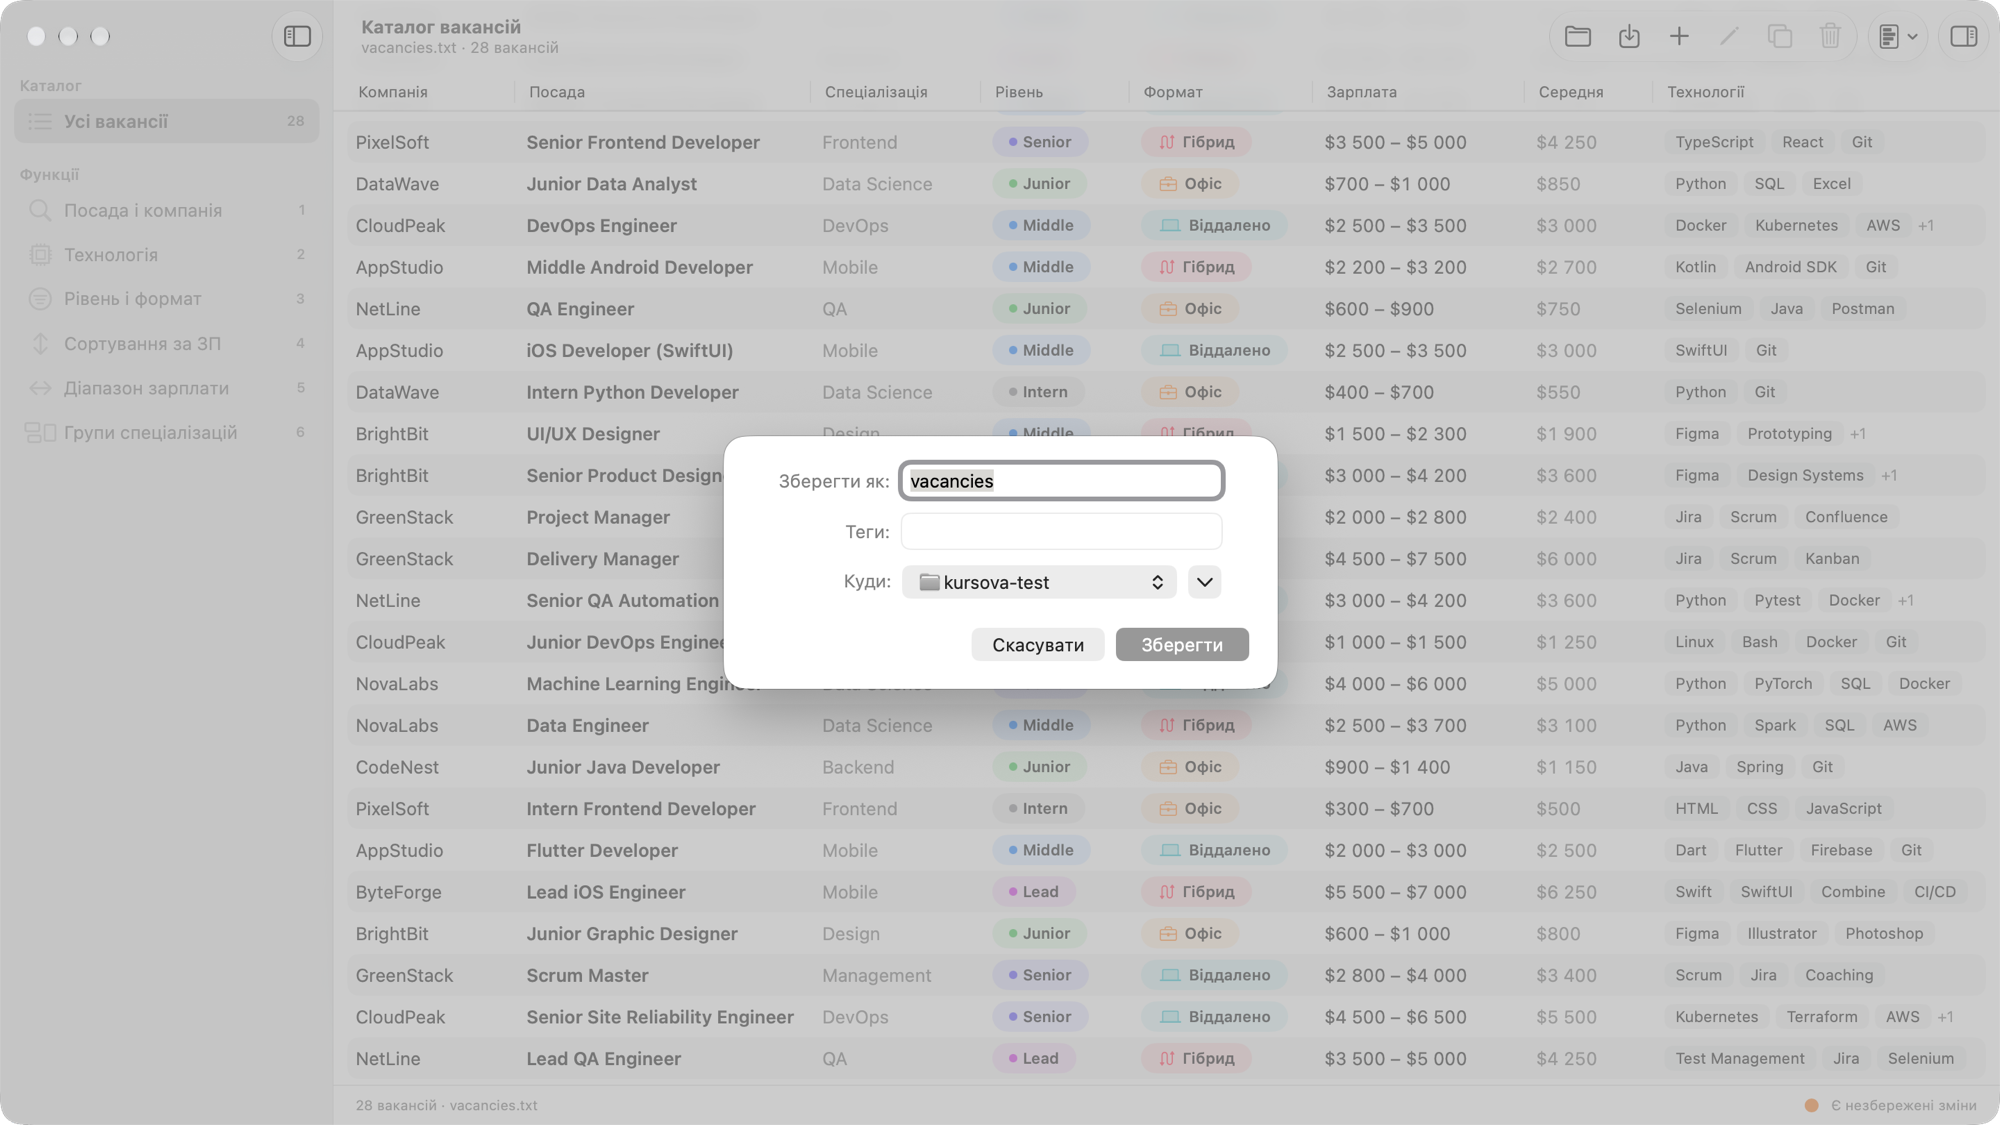 Каталог вакансій
vacancies.txt · 28 вакансій
Каталог
Усі вакансії 28
Функції
Посада і компанія 1
Технологія 2
Рівень і формат 3
Сортування за ЗП 4
Діапазон зарплати 5
Групи спеціалізацій 6
Компанія Посада Спеціалізація Рівень Формат Зарплата Середня Технології
PixelSoft Senior Frontend Developer Frontend Senior Гібрид $3 500 – $5 000 $4 250 TypeScript React Git
DataWave Junior Data Analyst Data Science Junior Офіс $700 – $1 000 $850 Python SQL Excel
CloudPeak DevOps Engineer DevOps Middle Віддалено $2 500 – $3 500 $3 000 Docker Kubernetes AWS +1
AppStudio Middle Android Developer Mobile Middle Гібрид $2 200 – $3 200 $2 700 Kotlin Android SDK Git
NetLine QA Engineer QA Junior Офіс $600 – $900 $750 Selenium Java Postman
AppStudio iOS Developer (SwiftUI) Mobile Middle Віддалено $2 500 – $3 500 $3 000 SwiftUI Git
DataWave Intern Python Developer Data Science Intern Офіс $400 – $700 $550 Python Git
BrightBit UI/UX Designer Design Middle Гібрид $1 500 – $2 300 $1 900 Figma Prototyping +1
BrightBit Senior Product Design $3 000 – $4 200 $3 600 Figma Design Systems +1
GreenStack Project Manager $2 000 – $2 800 $2 400 Jira Scrum Confluence
GreenStack Delivery Manager $4 500 – $7 500 $6 000 Jira Scrum Kanban
NetLine Senior QA Automation $3 000 – $4 200 $3 600 Python Pytest Docker +1
CloudPeak Junior DevOps Enginee $1 000 – $1 500 $1 250 Linux Bash Docker Git
NovaLabs Machine Learning Engineer Data Science $4 000 – $6 000 $5 000 Python PyTorch SQL Docker
NovaLabs Data Engineer Data Science Middle Гібрид $2 500 – $3 700 $3 100 Python Spark SQL AWS
CodeNest Junior Java Developer Backend Junior Офіс $900 – $1 400 $1 150 Java Spring Git
PixelSoft Intern Frontend Developer Frontend Intern Офіс $300 – $700 $500 HTML CSS JavaScript
AppStudio Flutter Developer Mobile Middle Віддалено $2 000 – $3 000 $2 500 Dart Flutter Firebase Git
ByteForge Lead iOS Engineer Mobile Lead Гібрид $5 500 – $7 000 $6 250 Swift SwiftUI Combine CI/CD
BrightBit Junior Graphic Designer Design Junior Офіс $600 – $1 000 $800 Figma Illustrator Photoshop
GreenStack Scrum Master Management Senior Віддалено $2 800 – $4 000 $3 400 Scrum Jira Coaching
CloudPeak Senior Site Reliability Engineer DevOps Senior Віддалено $4 500 – $6 500 $5 500 Kubernetes Terraform AWS +1
NetLine Lead QA Engineer QA Lead Гібрид $3 500 – $5 000 $4 250 Test Management Jira Selenium
Зберегти як: vacancies
Теги:
Куди: kursova-test
Скасувати Зберегти
28 вакансій · vacancies.txt
Є незбережені зміни